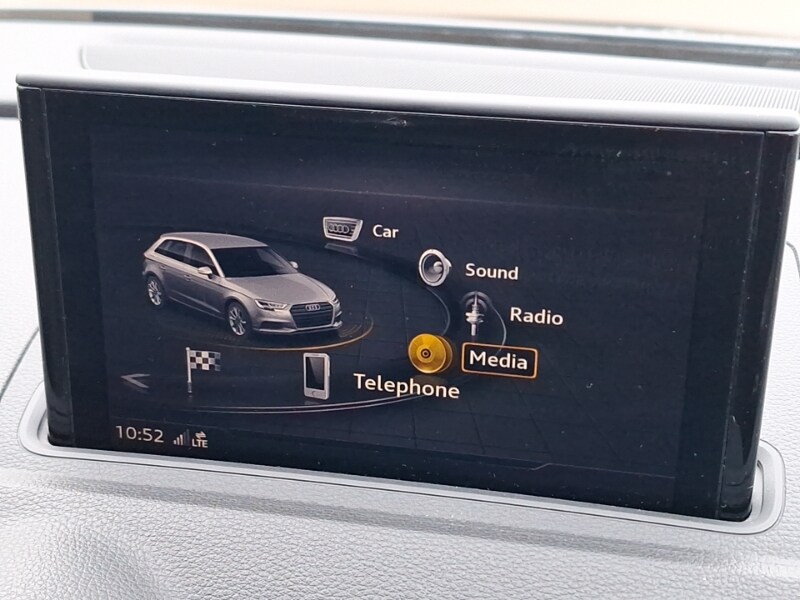 Car
Sound
Radio
Media
Telephone
10:52 LTE